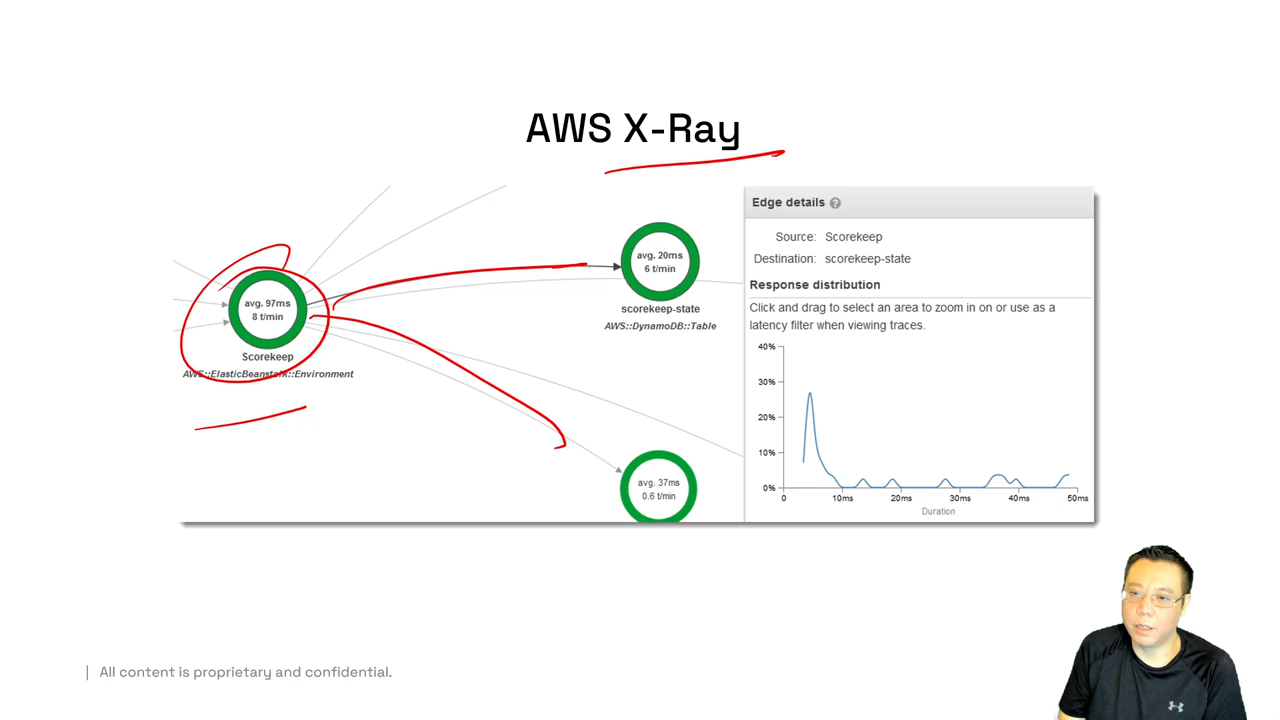 AWS X-Ray
avg. 97ms
8 t/min
Scorekeep
AWS::ElasticBeanstalk::Environment
avg. 20ms
6 t/min
scorekeep-state
AWS::DynamoDB::Table
avg. 37ms
0.6 t/min
Edge details ?
Source: Scorekeep
Destination: scorekeep-state
Response distribution
Click and drag to select an area to zoom in on or use as a
latency filter when viewing traces.
40%
30%
20%
10%
0%
0 10ms 20ms 30ms 40ms 50ms
Duration
| All content is proprietary and confidential.